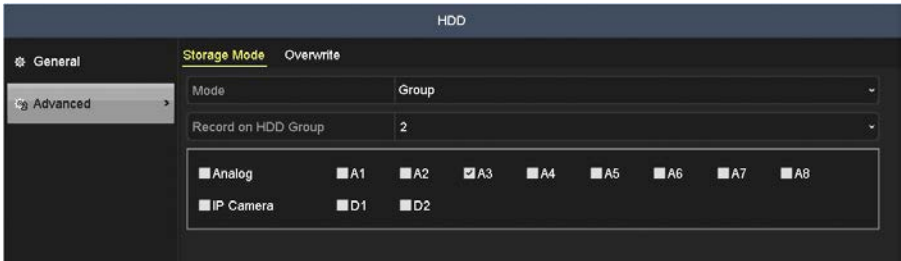 HDD
General
Advanced
Storage Mode Overwrite
Mode Group
Record on HDD Group 2
Analog A1 A2 A3 A4 A5 A6 A7 A8
IP Camera D1 D2